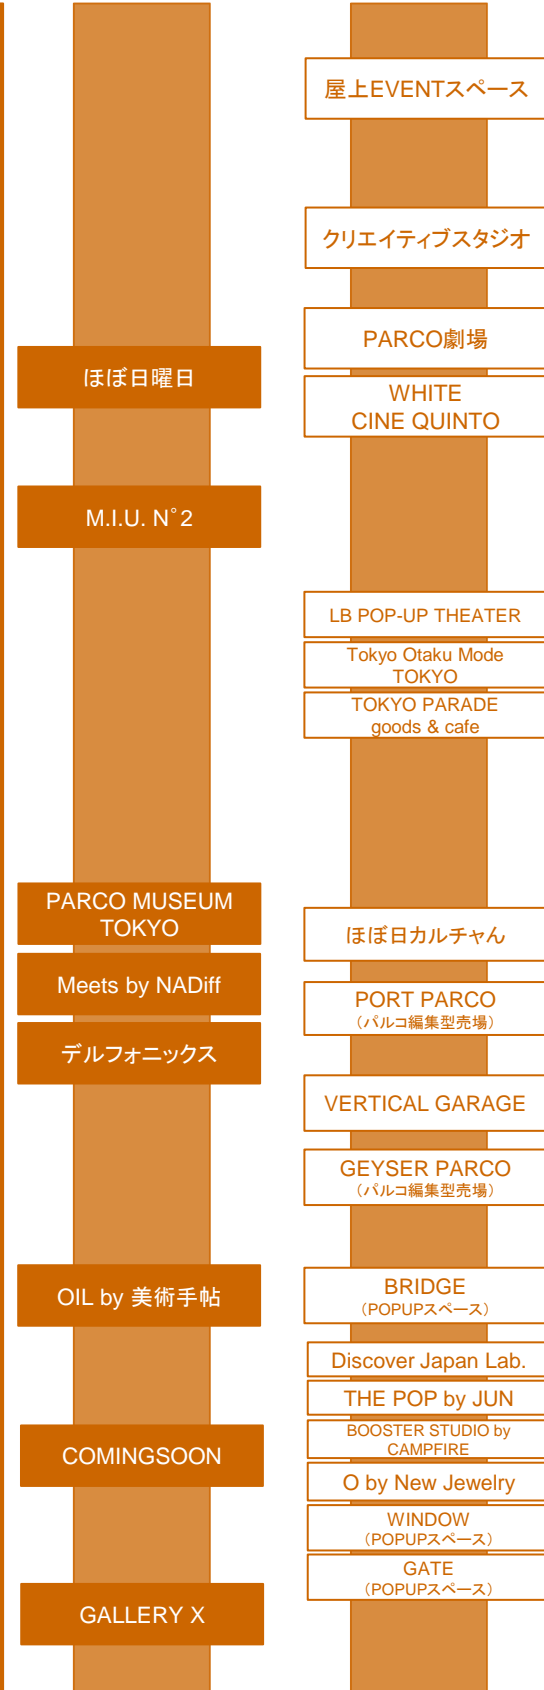 ほぼ日曜日
M.I.U. N°2
PARCO MUSEUM
TOKYO
Meets by NADiff
デルフォニックス
OIL by 美術手帖
COMINGSOON
GALLERY X
屋上EVENTスペース
クリエイティブスタジオ
PARCO劇場
WHITE
CINE QUINTO
LB POP-UP THEATER
Tokyo Otaku Mode
TOKYO
TOKYO PARADE
goods & cafe
ほぼ日カルチャん
PORT PARCO
（パルコ編集型売場）
VERTICAL GARAGE
GEYSER PARCO
（パルコ編集型売場）
BRIDGE
（POPUPスペース）
Discover Japan Lab.
THE POP by JUN
BOOSTER STUDIO by
CAMPFIRE
O by New Jewelry
WINDOW
（POPUPスペース）
GATE
（POPUPスペース）